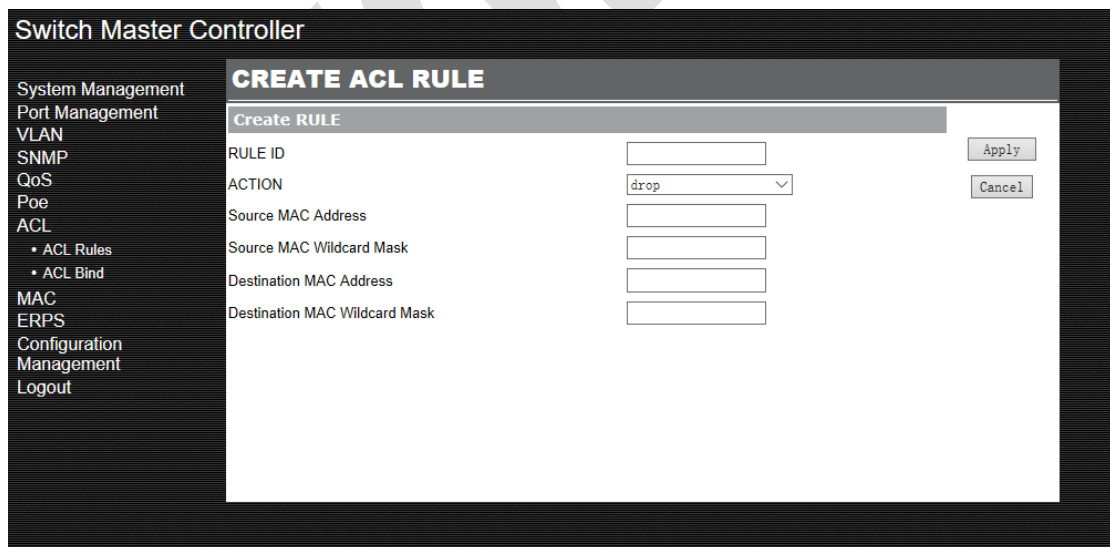 Switch Master Controller
System Management
Port Management
VLAN
SNMP
QoS
Poe
ACL
• ACL Rules
• ACL Bind
MAC
ERPS
Configuration
Management
Logout
CREATE ACL RULE
Create RULE
RULE ID
ACTION
drop
Source MAC Address
Source MAC Wildcard Mask
Destination MAC Address
Destination MAC Wildcard Mask
Apply
Cancel